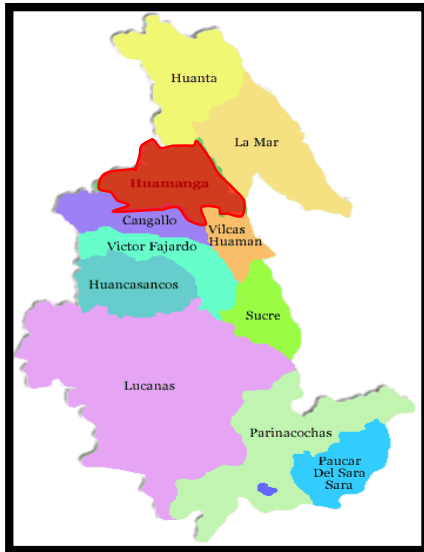 Huanta
La Mar
Huamanga
Cangallo
Vilcas
Huaman
Victor Fajardo
Huancasancos
Sucre
Lucanas
Parinacochas
Paucar
Del Sara
Sara